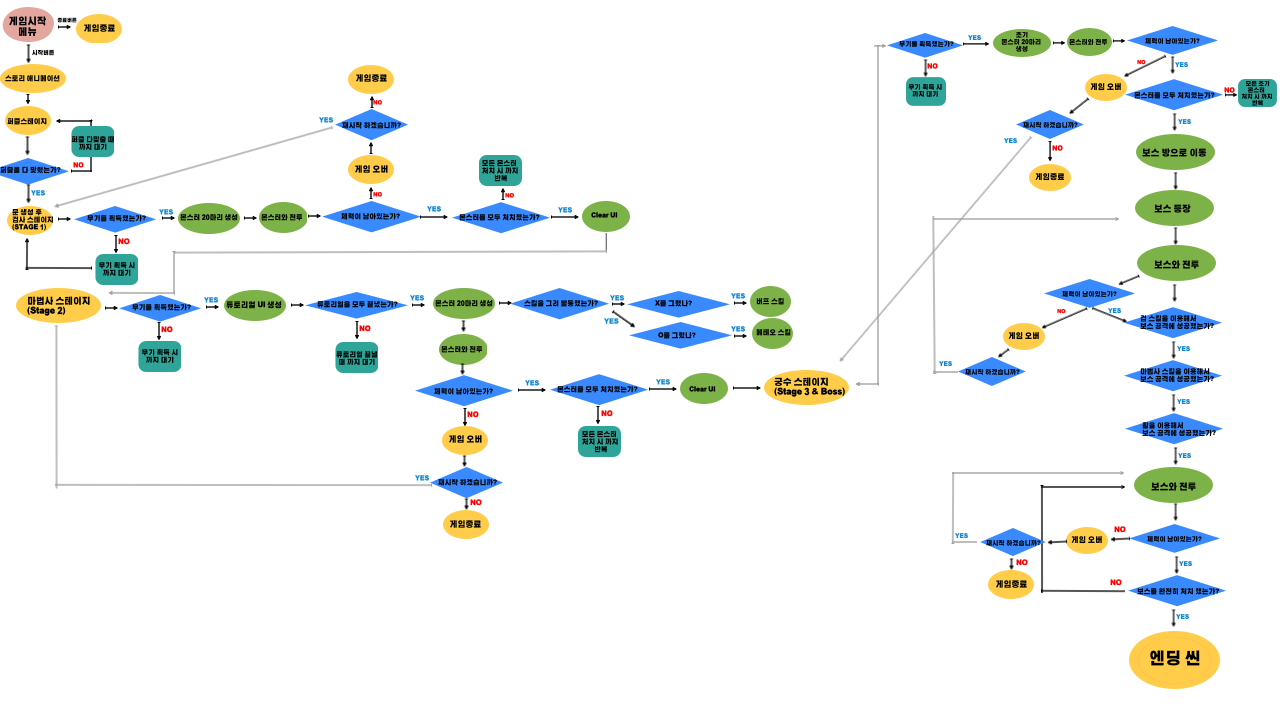 게임시작
메뉴
종료버튼
게임종료
시작버튼
스토리 애니메이션
퍼즐스테이지
퍼즐 다맞출 때
까지 대기
퍼즐를 다 맞췄는가?
NO
YES
문 생성 후
검사 스테이지
(STAGE 1)
무기를 획득했는가?
YES
NO
무기 획득 시
까지 대기
몬스터 20마리 생성
몬스터와 전투
체력이 남아있는가?
NO
게임 오버
재시작 하겠습니까?
YES
NO
게임종료
YES
몬스터를 모두 처치했는가?
NO
모든 몬스터
처치 시 까지
반복
YES
Clear UI
마법사 스테이지
(Stage 2)
무기를 획득했는가?
YES
NO
무기 획득 시
까지 대기
튜토리얼 UI 생성
튜토리얼을 모두 끝냈는가?
YES
NO
튜토리얼 끝낼
때 까지 대기
몬스터 20마리 생성
스킬을 그려 발동했는가?
YES
X를 그렸나?
YES
버프 스킬
YES
O를 그렸나?
YES
메테오 스킬
몬스터와 전투
체력이 남아있는가?
YES
몬스터를 모두 처치했는가?
YES
Clear UI
NO
모든 몬스터
처치 시 까지
반복
NO
게임 오버
재시작 하겠습니까?
YES
NO
게임종료
궁수 스테이지
(Stage 3 & Boss)
무기를 획득했는가?
YES
NO
무기 획득 시
까지 대기
조기
몬스터 20마리
생성
몬스터와 전투
체력이 남아있는가?
NO
YES
게임 오버
재시작 하겠습니까?
YES
NO
게임종료
몬스터를 모두 처치했는가?
NO
모든 조기
몬스터
처치 시 까지
반복
YES
보스 방으로 이동
보스 등장
보스와 전투
체력이 남아있는가?
NO
YES
게임 오버
재시작 하겠습니까?
YES
검 스킬을 이용해서
보스 공격에 성공했는가?
YES
마법사 스킬을 이용해서
보스 공격에 성공했는가?
YES
활을 이용해서
보스 공격에 성공했는가?
YES
보스와 전투
체력이 남아있는가?
NO
게임 오버
재시작 하겠습니까?
YES
NO
게임종료
YES
보스를 완전히 처치 했는가?
NO
YES
엔딩 씬